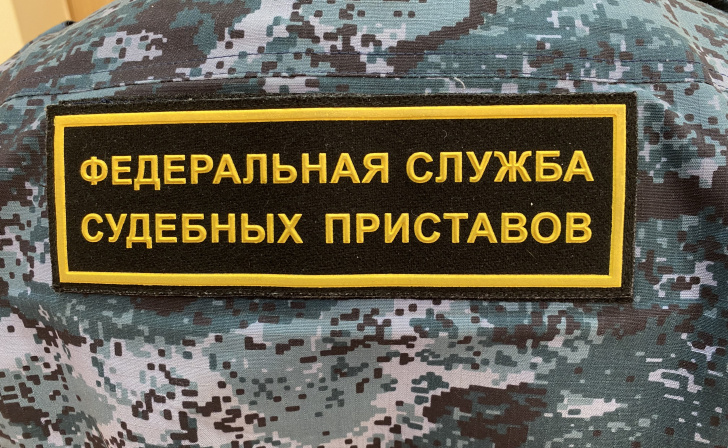 ФЕДЕРАЛЬНАЯ СЛУЖБА
СУДЕБНЫХ ПРИСТАВОВ